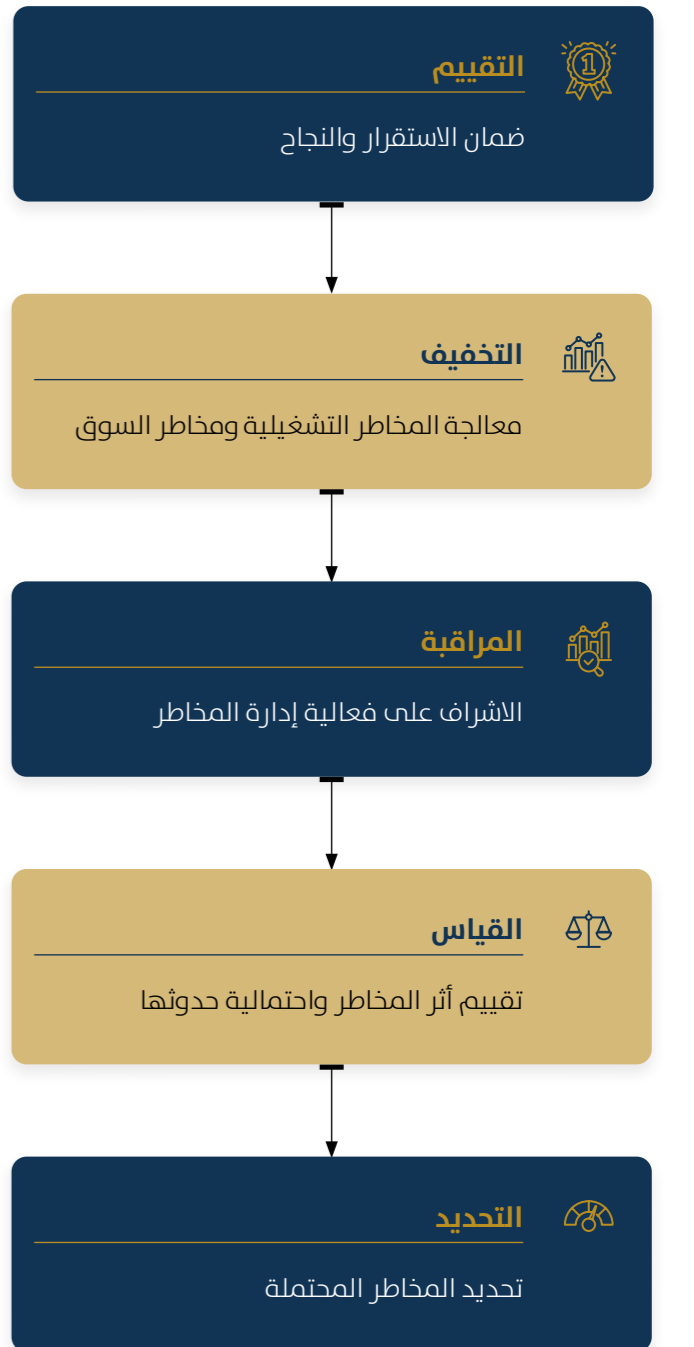 التقييم
1
ضمان الاستقرار والنجاح
التخفيف
معالجة المخاطر التشغيلية ومخاطر السوق
المراقبة
الاشراف على فعالية إدارة المخاطر
القياس
تقييم أثر المخاطر واحتمالية حدوثها
التحديد
تحديد المخاطر المحتملة